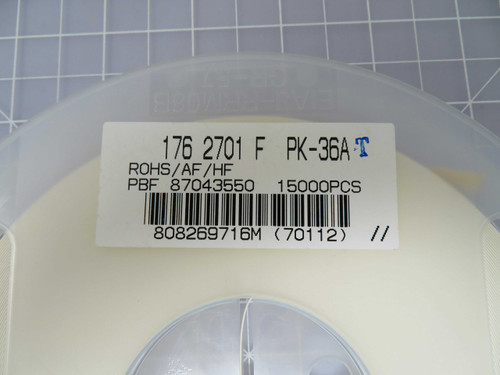 176 2701 F PK-36A T
ROHS/AF/HF
PBF 87043550 15000PCS
808269716M (70112) //